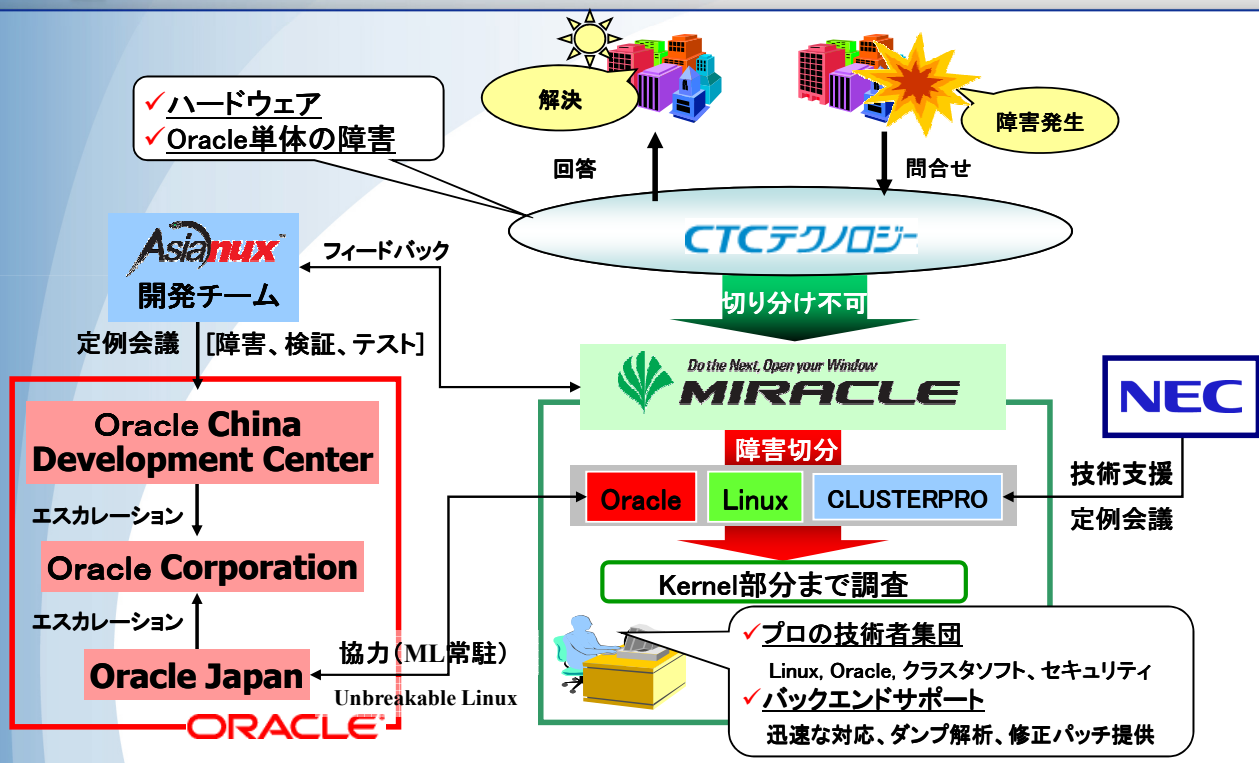 解決
障害発生
✓ハードウェア
✓Oracle単体の障害
回答
問合せ
CTCテクノロジー
Asianux
開発チーム
フィードバック
切り分け不可
定例会議 [障害、検証、テスト]
Do the Next, Open your Window
MIRACLE
NEC
Oracle China
Development Center
障害切分
技術支援
Oracle
Linux
CLUSTERPRO
エスカレーション
定例会議
Oracle Corporation
Kernel部分まで調査
エスカレーション
✓プロの技術者集団
Linux, Oracle, クラスタソフト、セキュリティ
✓バックエンドサポート
迅速な対応、ダンプ解析、修正パッチ提供
協力(ML常駐)
Oracle Japan
Unbreakable Linux
ORACLE